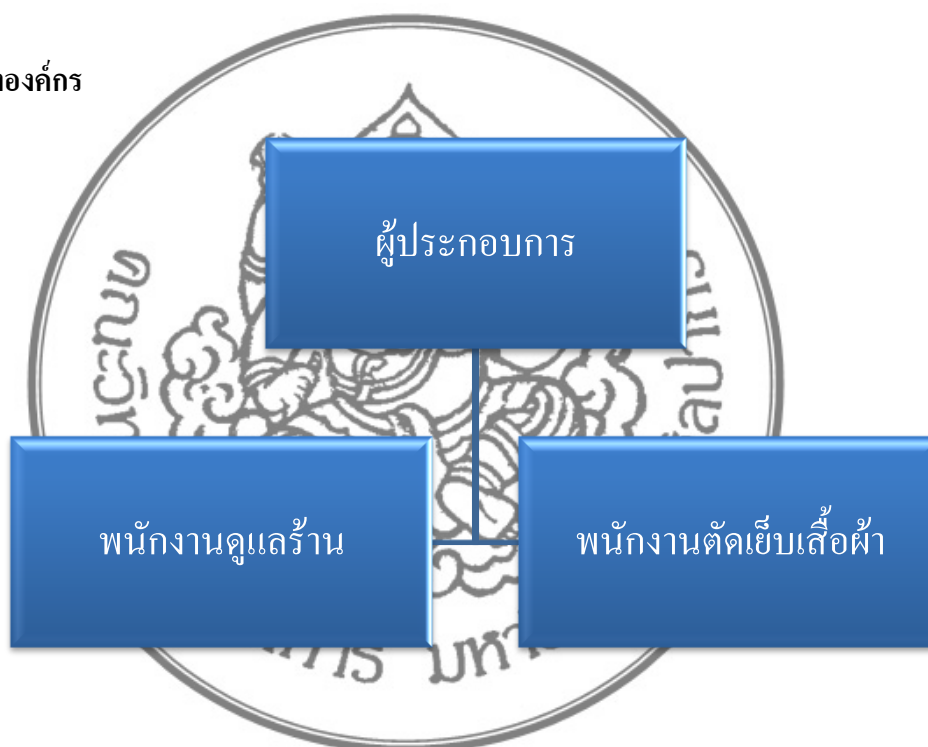 องค์กร
ผู้ประกอบการ
พนักงานดูแลร้าน
พนักงานตัดเย็บเสื้อผ้า